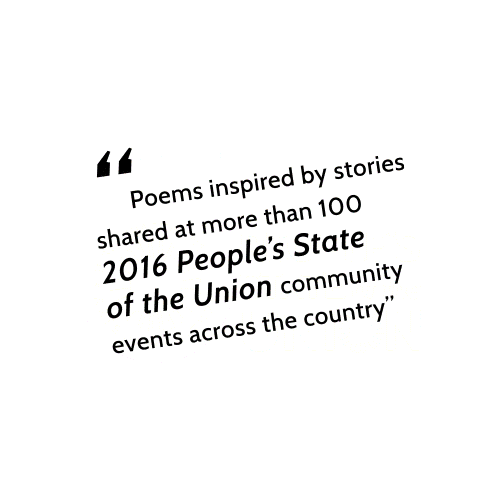 “
Poems inspired by stories
shared at more than 100
2016 People’s State
of the Union community
events across the country”